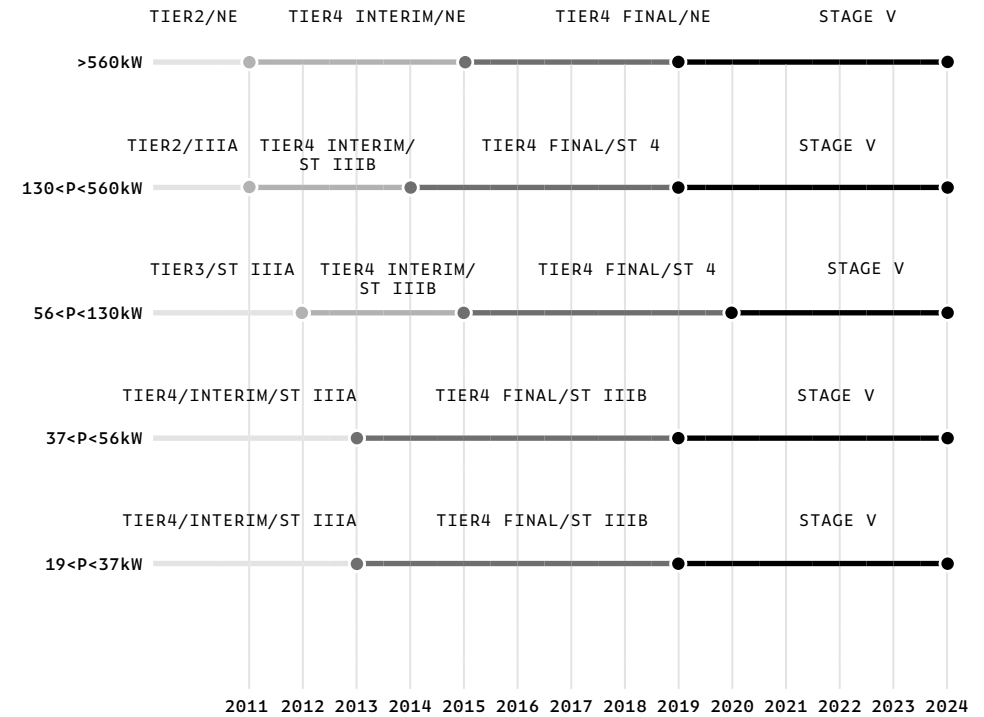 TIER2/NE TIER4 INTERIM/NE TIER4 FINAL/NE STAGE V
>560kW
TIER2/IIIA TIER4 INTERIM/ TIER4 FINAL/ST 4 STAGE V
ST IIIB
130<P<560kW
TIER3/ST IIIA TIER4 INTERIM/ TIER4 FINAL/ST 4 STAGE V
ST IIIB
56<P<130kW
TIER4/INTERIM/ST IIIA TIER4 FINAL/ST IIIB STAGE V
37<P<56kW
TIER4/INTERIM/ST IIIA TIER4 FINAL/ST IIIB STAGE V
19<P<37kW
2011 2012 2013 2014 2015 2016 2017 2018 2019 2020 2021 2022 2023 2024